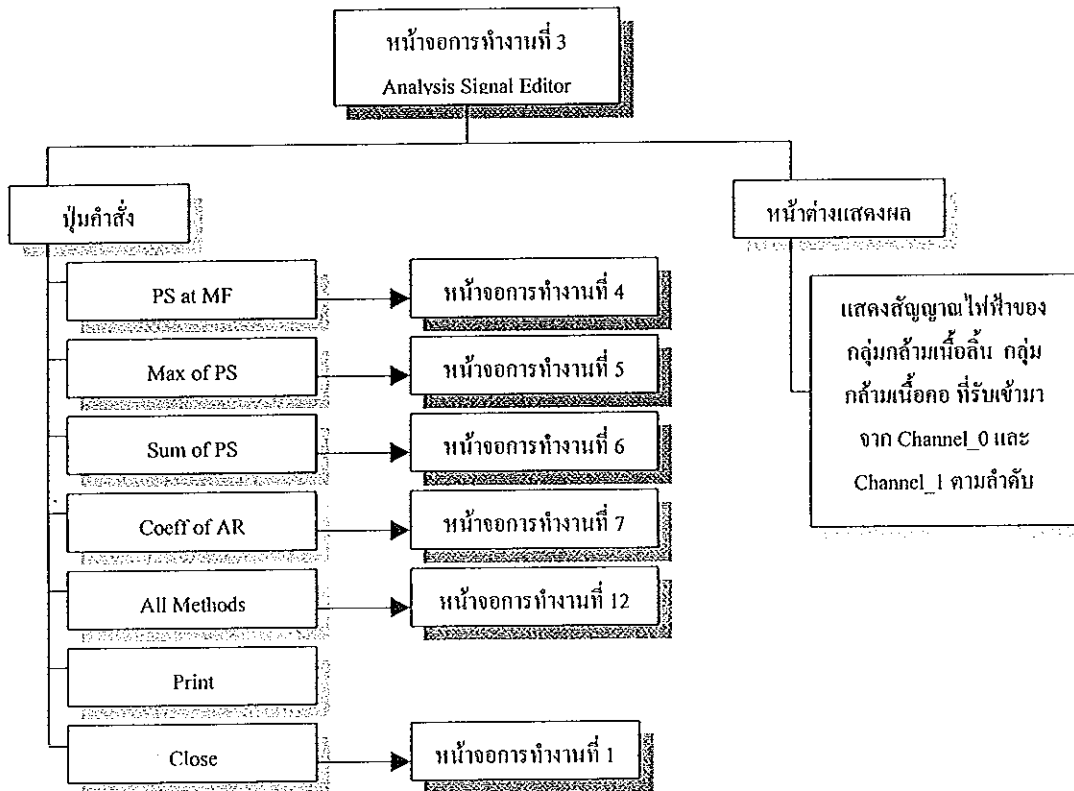 หน้าจอการทำงานที่ 3
Analysis Signal Editor
ปุ่มคำสั่ง
หน้าต่างแสดงผล
PS at MF
หน้าจอการทำงานที่ 4
Max of PS
หน้าจอการทำงานที่ 5
Sum of PS
หน้าจอการทำงานที่ 6
Coeff of AR
หน้าจอการทำงานที่ 7
All Methods
หน้าจอการทำงานที่ 12
Print
Close
หน้าจอการทำงานที่ 1
แสดงสัญญาณไฟฟ้าของ
กลุ่มกล้ามเนื้อลิ้น กลุ่ม
กล้ามเนื้อคอ ที่รับเข้ามา
จาก Channel_0 และ
Channel_1 ตามลำดับ